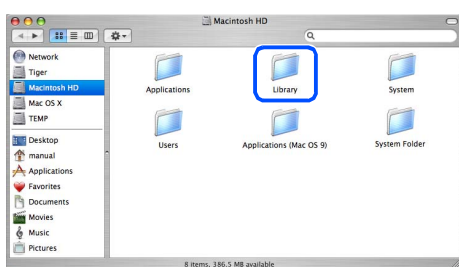 Macintosh HD
Network
Tiger
Macintosh HD
Mac OS X
TEMP
Desktop
manual
Applications
Favorites
Documents
Movies
Music
Pictures
Applications
Library
System
Users
Applications (Mac OS 9)
System Folder
8 items, 386.5 MB available